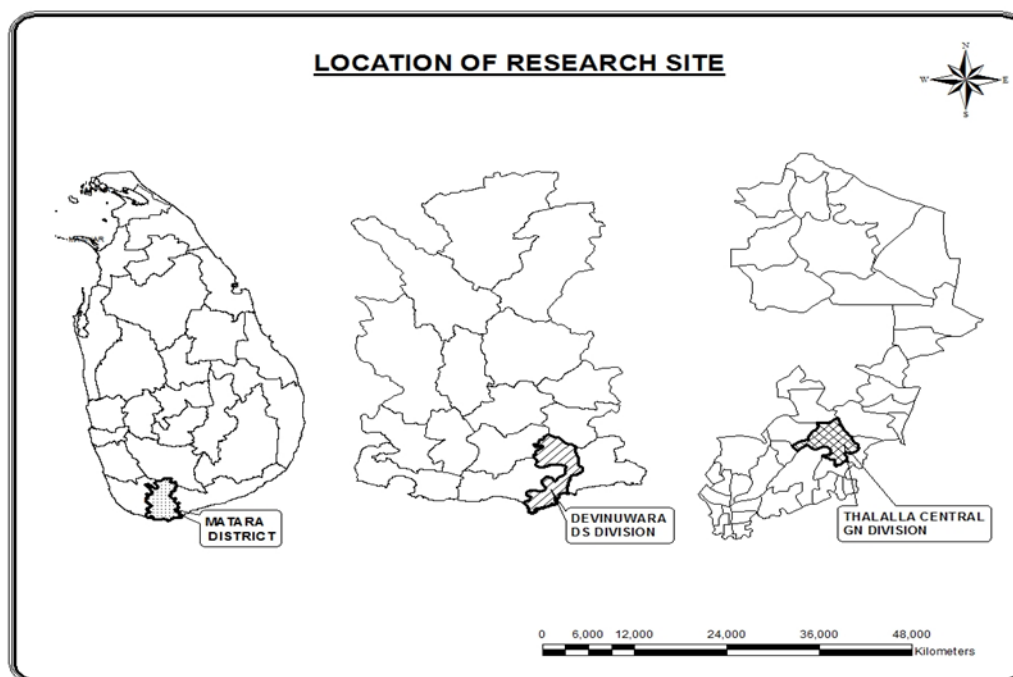 LOCATION OF RESEARCH SITE
N
W E
S
MATARA
DISTRICT
DEVINUWARA
DS DIVISION
THALALLA CENTRAL
GN DIVISION
0 6,000 12,000 24,000 36,000 48,000
Kilometers